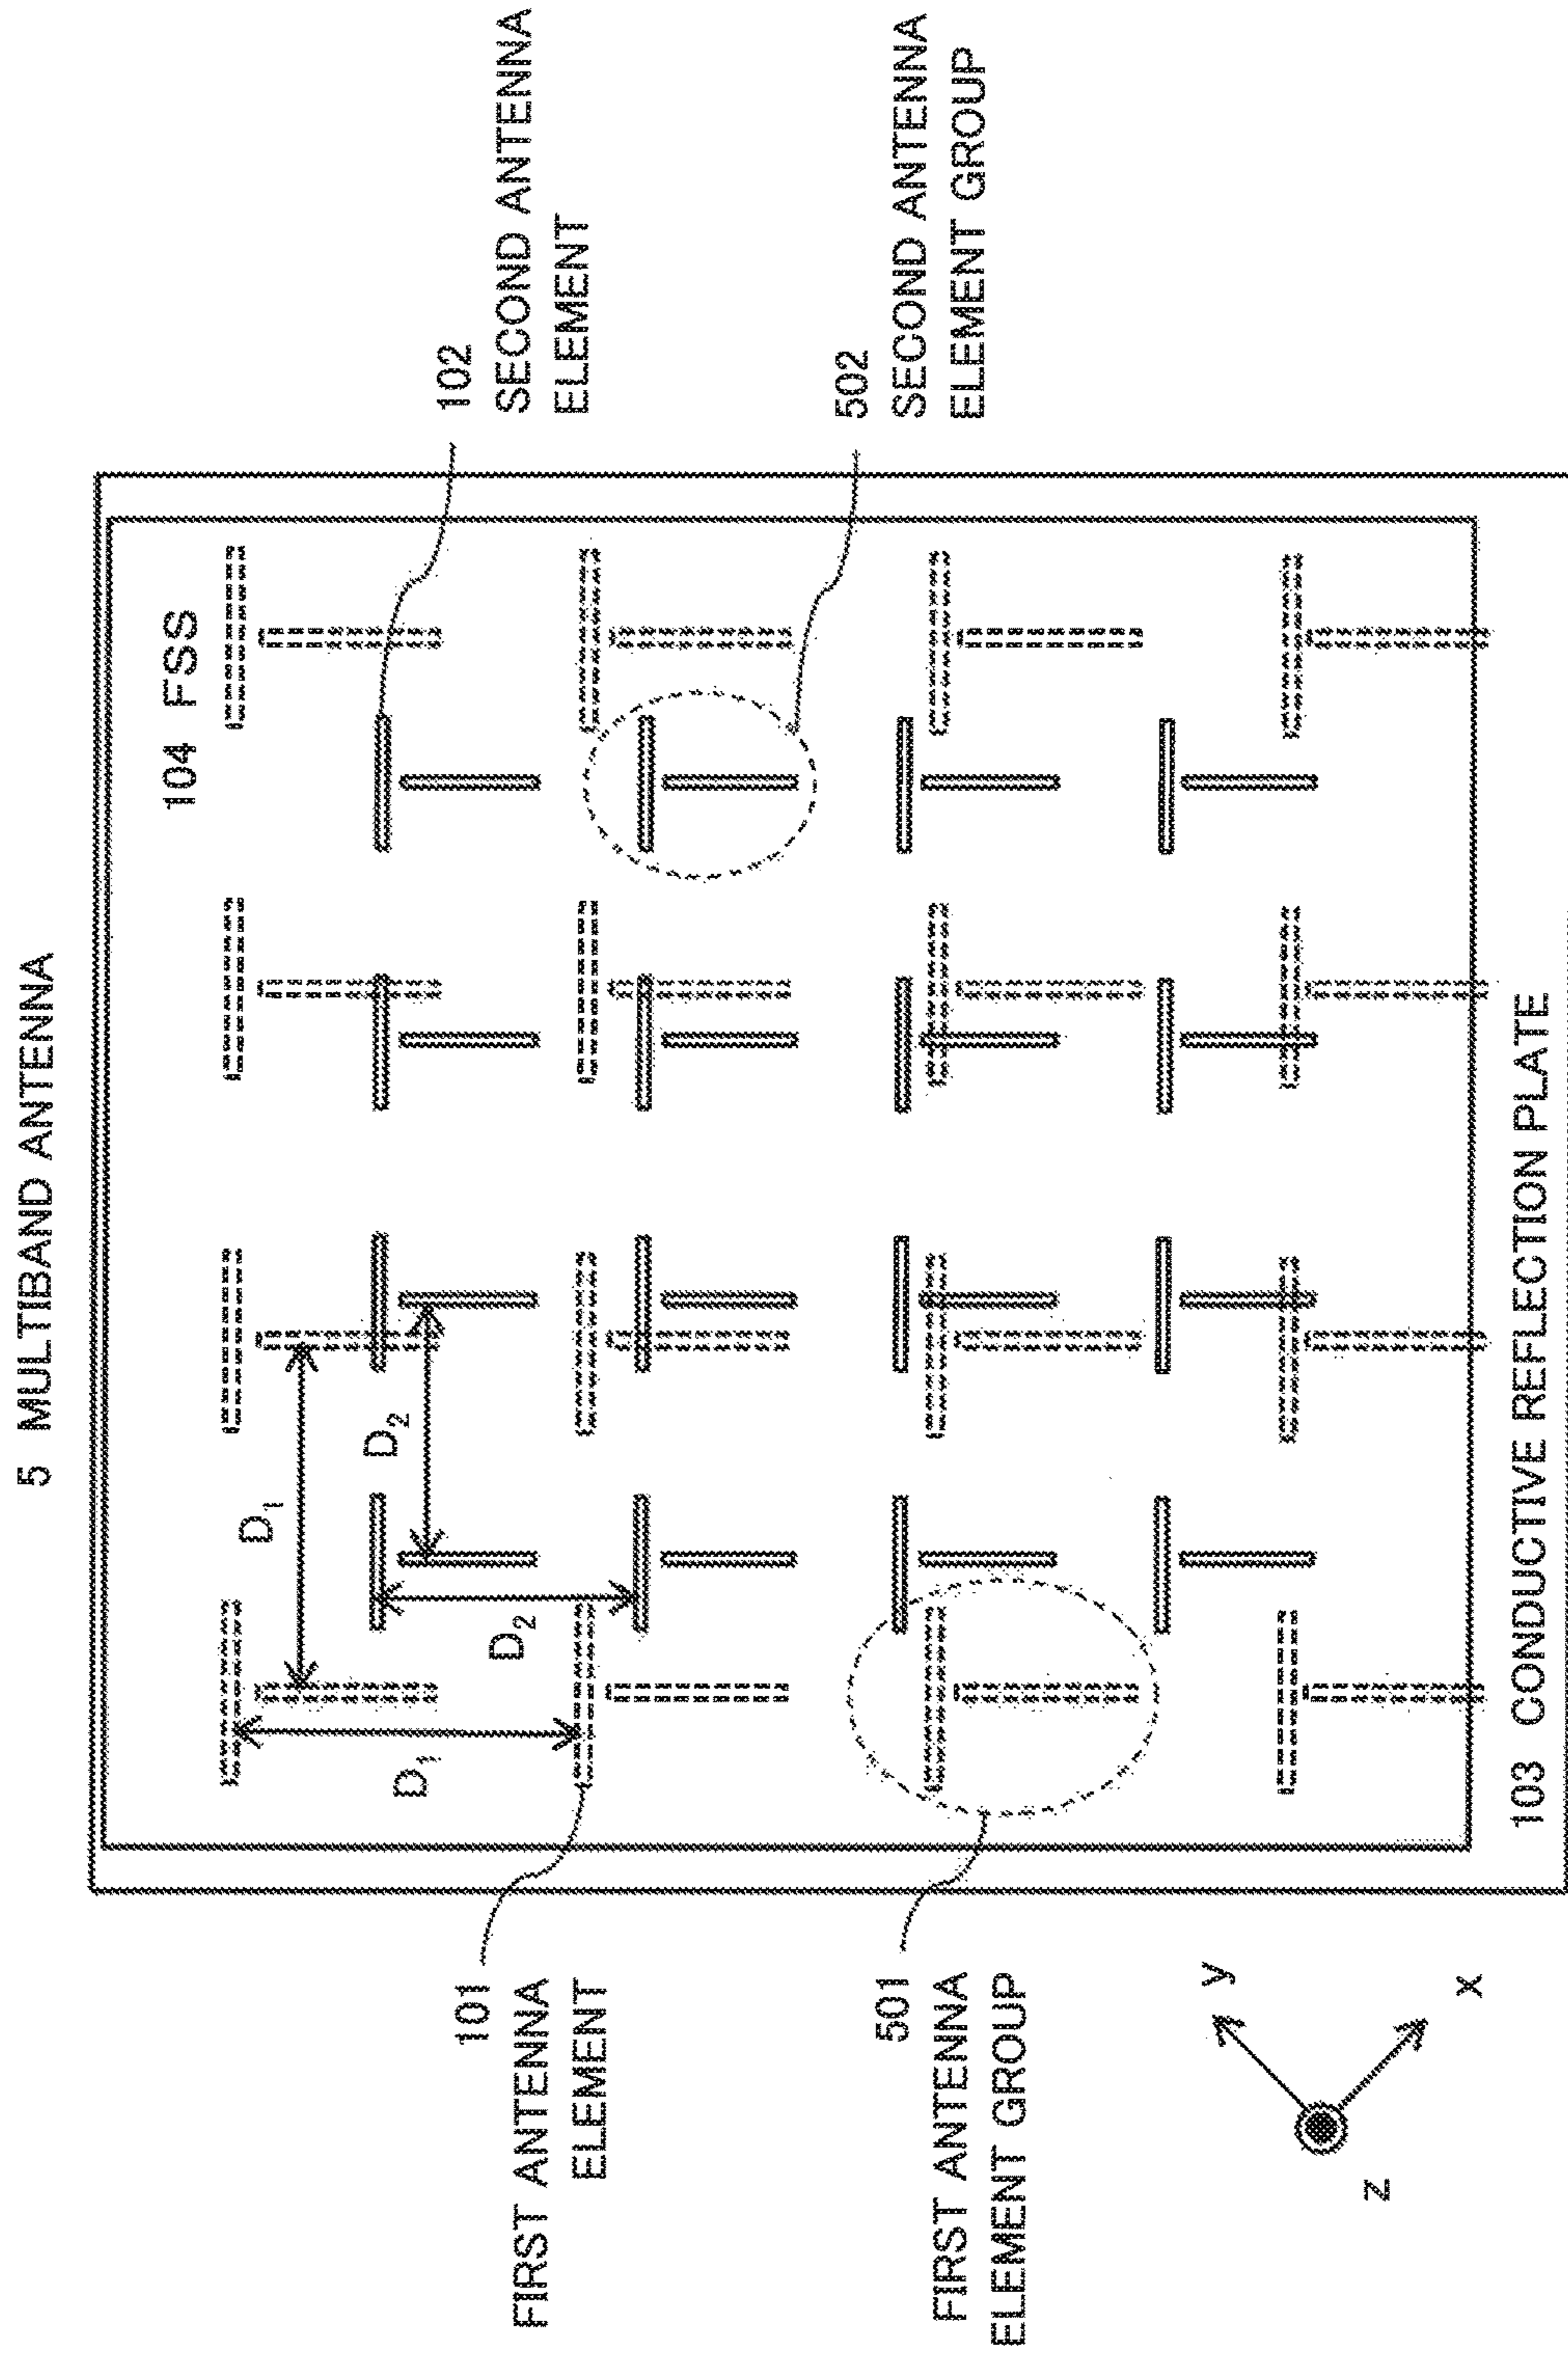 5 MULTIBAND ANTENNA
104 FSS
102
SECOND ANTENNA
ELEMENT
502
SECOND ANTENNA
ELEMENT GROUP
D1
D2
D1
D2
101
FIRST ANTENNA
ELEMENT
501
FIRST ANTENNA
ELEMENT GROUP
103 CONDUCTIVE REFLECTION PLATE
y
x
z